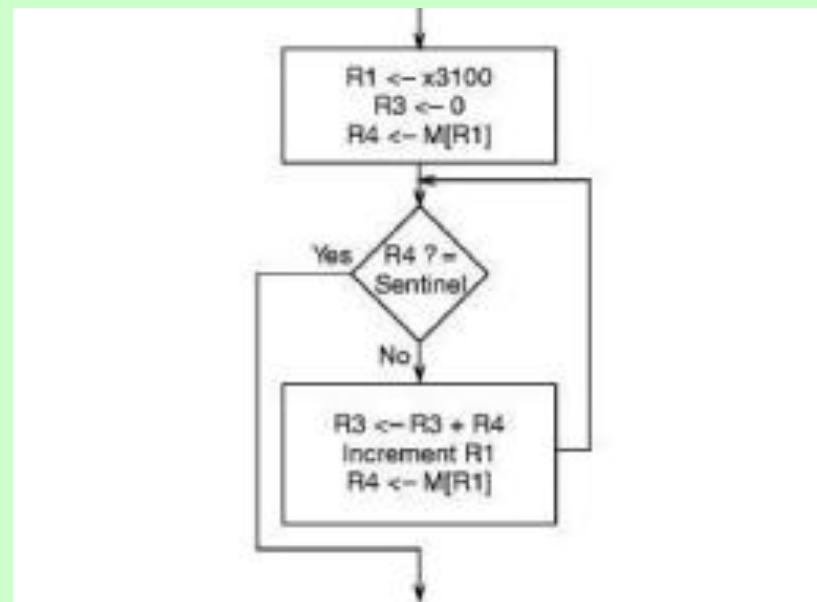 R1 <– x3100
R3 <– 0
R4 <– M[R1]
Yes
R4 ? =
Sentinel
No
R3 <– R3 + R4
Increment R1
R4 <– M[R1]